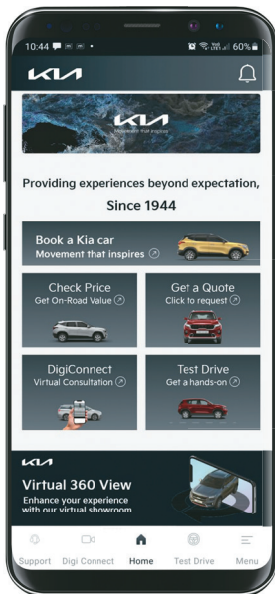 10:44
60%
KIA
KIA
Movement that inspires
Providing experiences beyond expectation,
Since 1944
Book a Kia car
Movement that inspires
Check Price
Get On-Road Value
Get a Quote
Click to request
DigiConnect
Virtual Consultation
Test Drive
Get a hands-on
KIA
Virtual 360 View
Enhance your experience
with our virtual showroom
Support Digi Connect Home Test Drive Menu